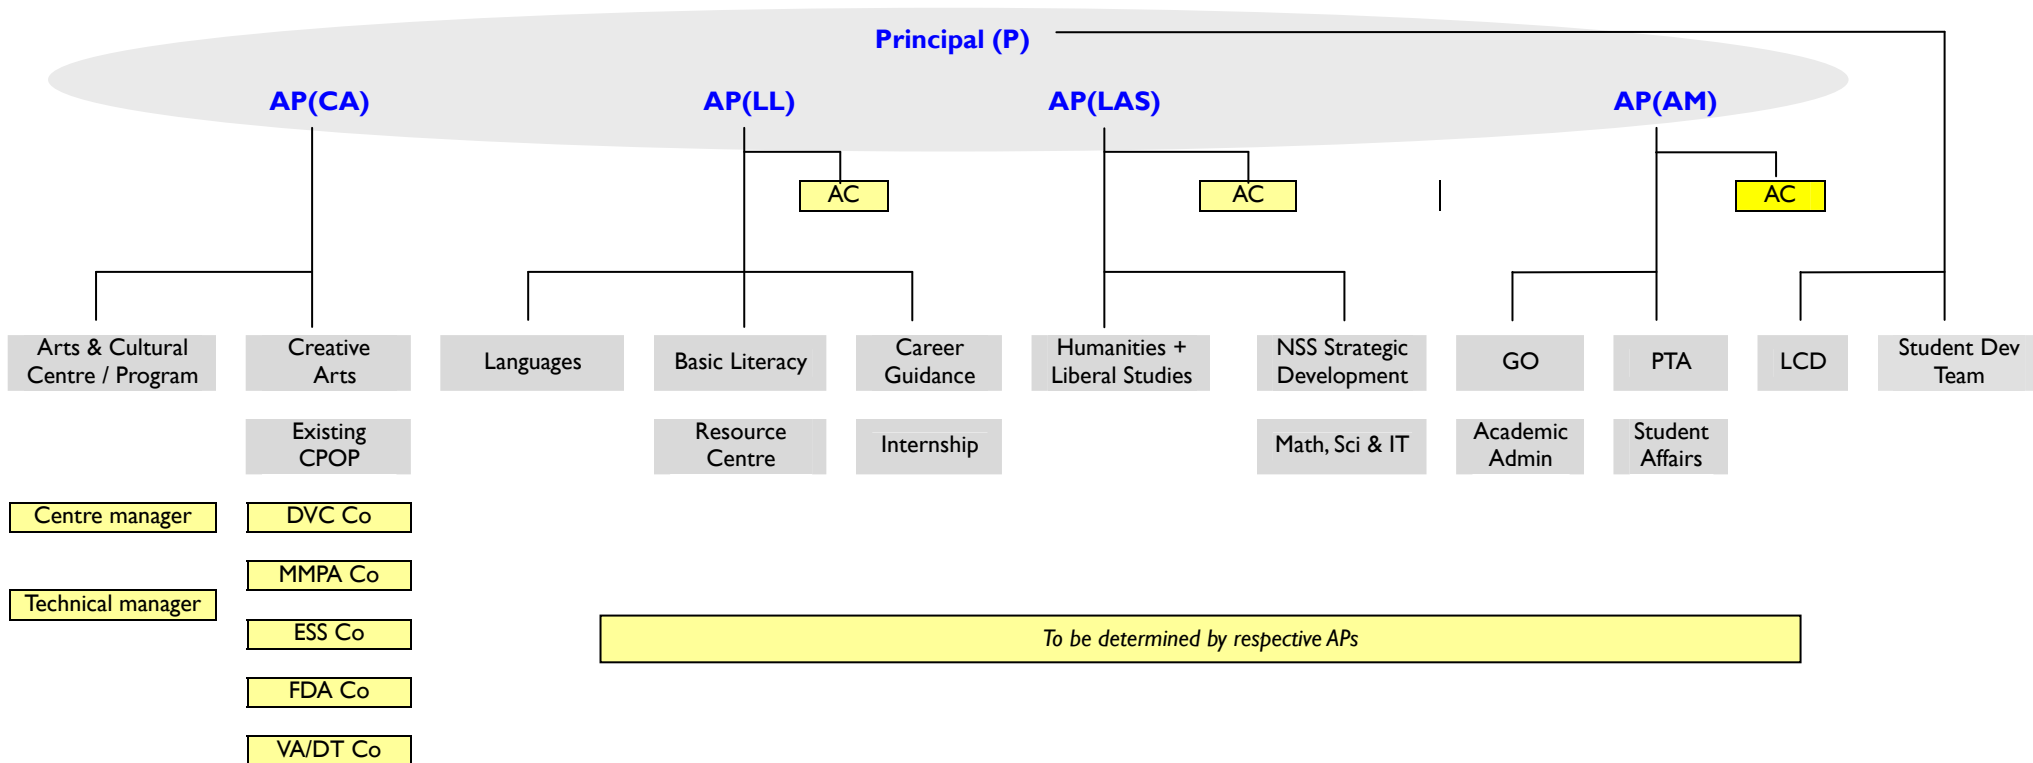 Principal (P)
AP(CA)
AP(LL)
AP(LAS)
AP(AM)
AC
AC
AC
Arts & Cultural
Centre / Program
Creative
Arts
Languages
Basic Literacy
Career
Guidance
Humanities +
Liberal Studies
NSS Strategic
Development
GO
PTA
LCD
Student Dev
Team
Existing
CPOP
Resource
Centre
Internship
Math, Sci & IT
Academic
Admin
Student
Affairs
Centre manager
DVC Co
MMPA Co
Technical manager
ESS Co
To be determined by respective APs
FDA Co
VA/DT Co